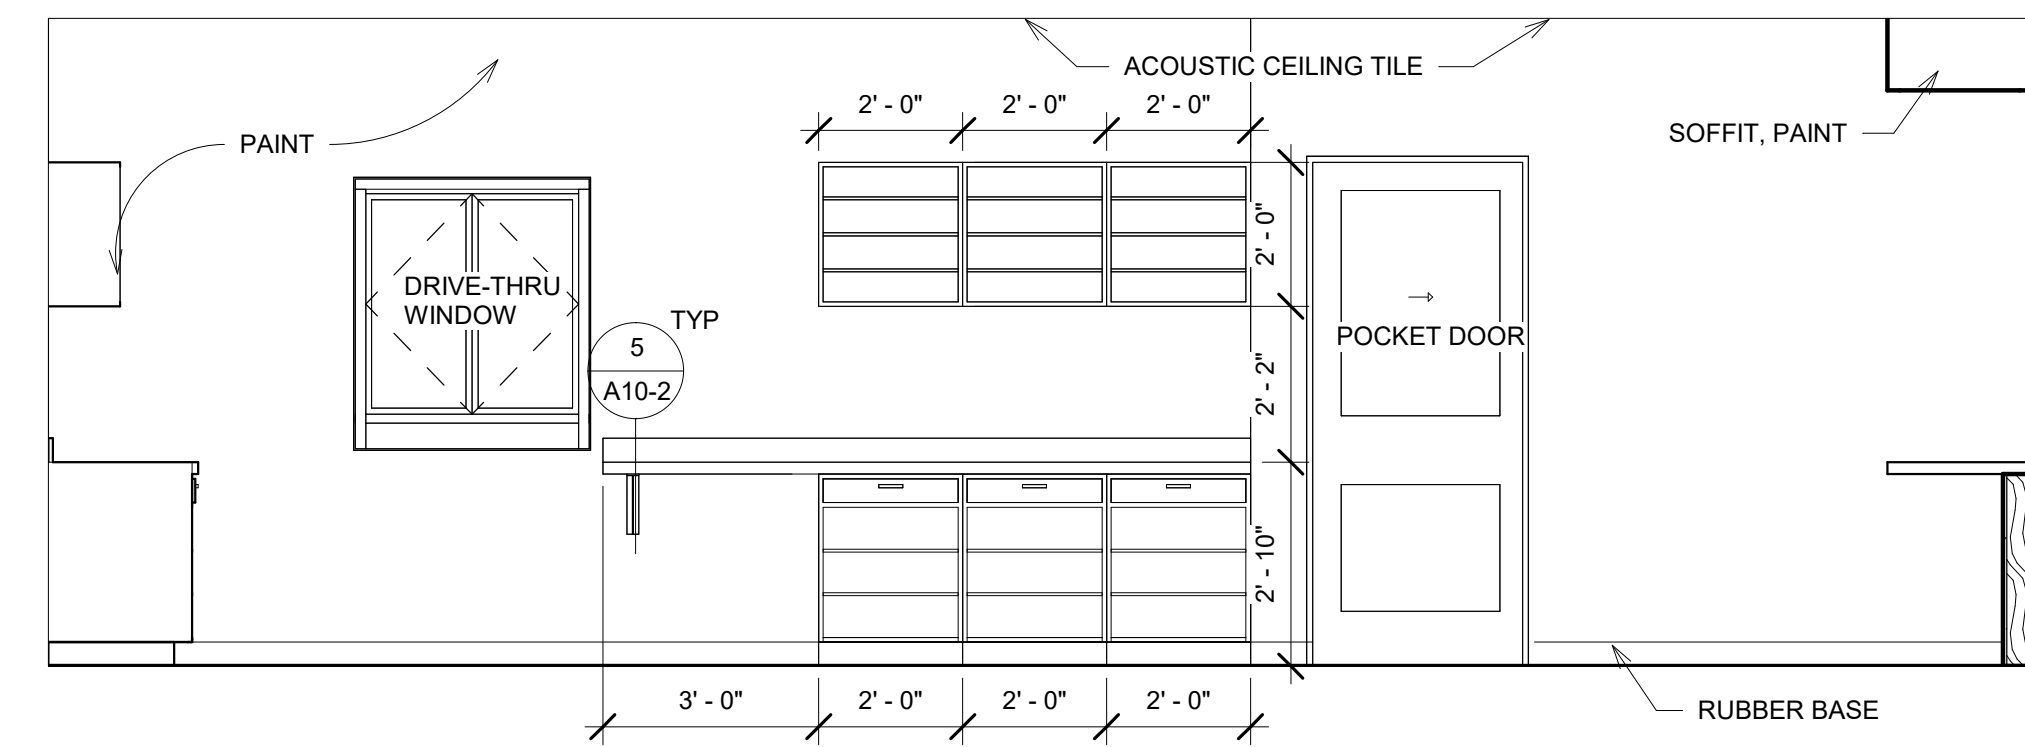 ACOUSTIC CEILING TILE
2' - 0" 2' - 0" 2' - 0"
PAINT
SOFFIT, PAINT
2' - 0"
DRIVE-THRU
WINDOW
TYP
5
A10-2
POCKET DOOR
2' - 2"
2' - 10"
3' - 0" 2' - 0" 2' - 0" 2' - 0"
RUBBER BASE